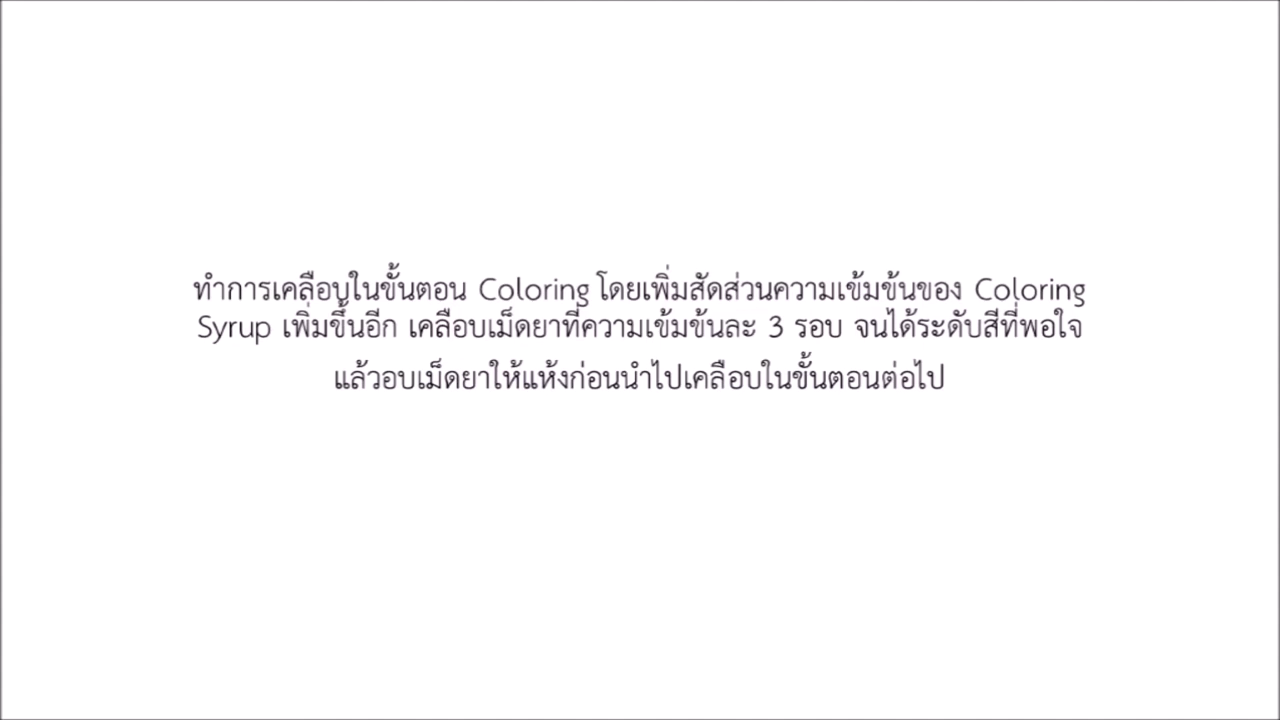 ทำการเคลือบในขั้นตอน Coloring โดยเพิ่มสัดส่วนความเข้มข้นของ Coloring
Syrup เพิ่มขึ้นอีก เคลือบเม็ดยาที่ความเข้มข้นละ 3 รอบ จนได้ระดับสีที่พอใจ
แล้วอบเม็ดยาให้แห้งก่อนนำไปเคลือบในขั้นตอนต่อไป